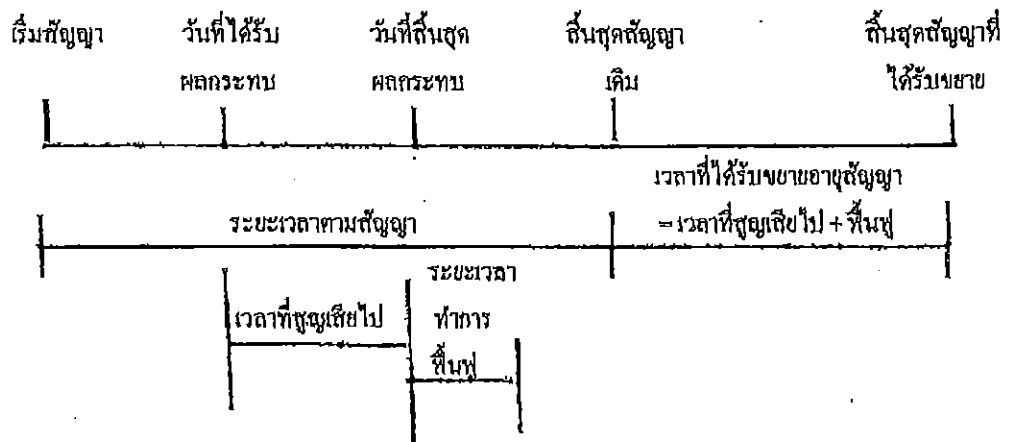 เริ่มสัญญา วันที่ได้รับ วันที่สิ้นสุด สิ้นสุดสัญญา สิ้นสุดสัญญาที่
ผลกระทบ ผลกระทบ เดิม ได้รับขยาย
เวลาที่ได้รับขยายอายุสัญญา
ระยะเวลาตามสัญญา =เวลาที่สูญเสียไป + ฟื้นฟู
ระยะเวลา
เวลาที่สูญเสียไป ทำการ
ฟื้นฟู